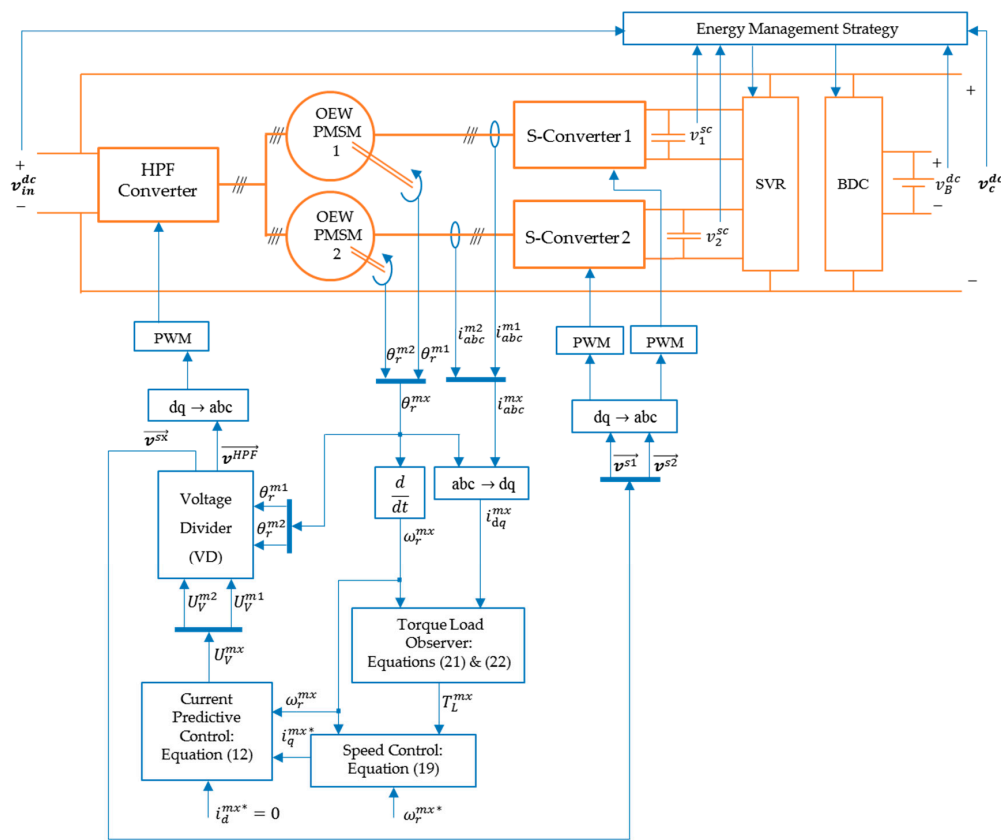 Energy Management Strategy
+
v_in^dc
−
HPF
Converter
OEW
PMSM
1
OEW
PMSM
2
S-Converter 1
S-Converter 2
v_1^sc
v_2^sc
SVR
BDC
+
v_B^dc
−
+
v_c^dc
−
PWM
dq → abc
v^sx
v^HPF
Voltage
Divider
(VD)
θ_r^m1
θ_r^m2
U_V^m2
U_V^m1
U_V^mx
Current
Predictive
Control:
Equation (12)
i_d^mx* = 0
θ_r^m2
θ_r^m1
θ_r^mx
i_abc^m2
i_abc^m1
i_abc^mx
d
dt
abc → dq
ω_r^mx
i_dq^mx
Torque Load
Observer:
Equations (21) & (22)
T_L^mx
ω_r^mx
i_q^mx*
Speed Control:
Equation (19)
ω_r^mx*
PWM
PWM
dq → abc
v^s1
v^s2